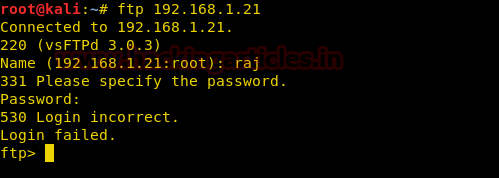 root@kali:~# ftp 192.168.1.21
Connected to 192.168.1.21.
220 (vsFTPd 3.0.3)
Name (192.168.1.21:root): raj
331 Please specify the password.
Password:
530 Login incorrect.
Login failed.
ftp>